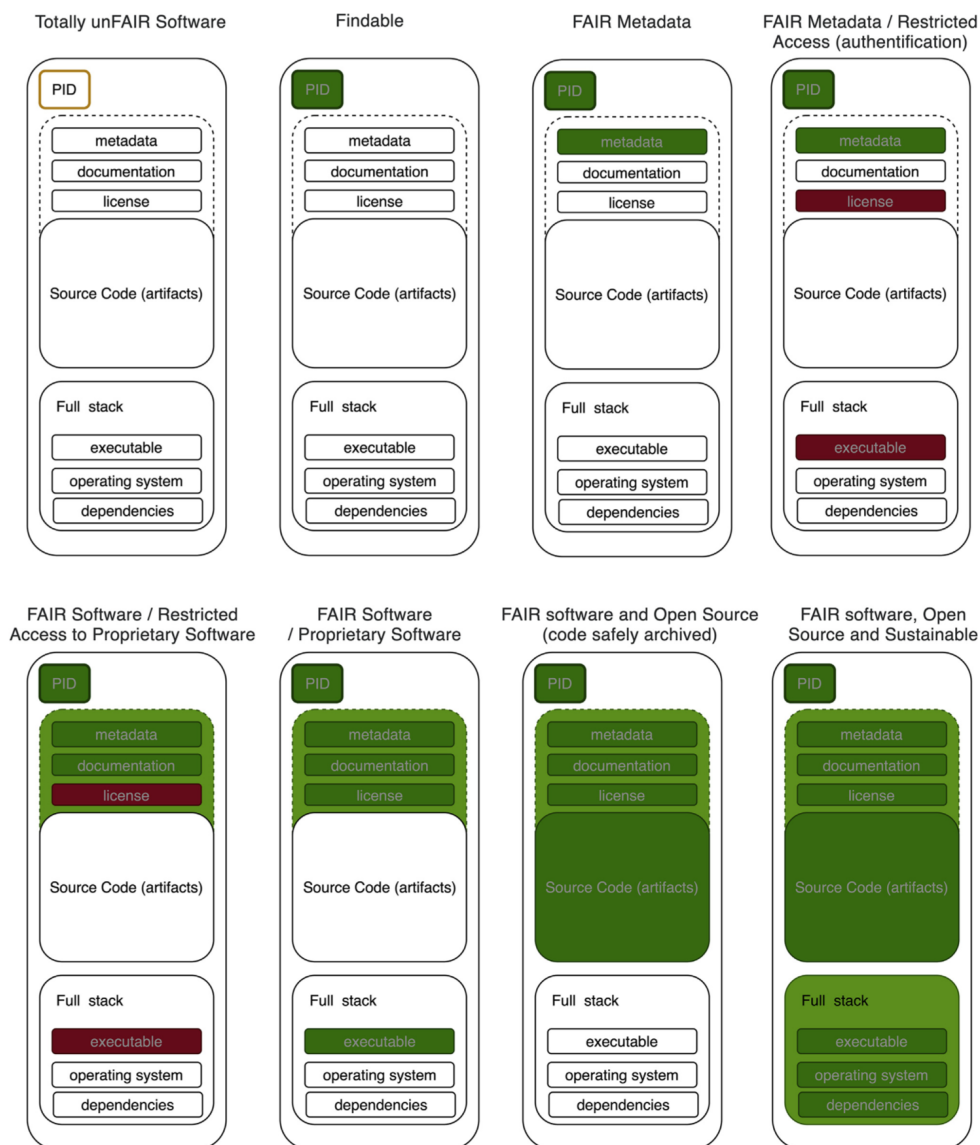 Totally unFAIR Software
PID
metadata
documentation
license
Source Code (artifacts)
Full stack
executable
operating system
dependencies
Findable
PID
metadata
documentation
license
Source Code (artifacts)
Full stack
executable
operating system
dependencies
FAIR Metadata
PID
metadata
documentation
license
Source Code (artifacts)
Full stack
executable
operating system
dependencies
FAIR Metadata / Restricted
Access (authentification)
PID
metadata
documentation
license
Source Code (artifacts)
Full stack
executable
operating system
dependencies
FAIR Software / Restricted
Access to Proprietary Software
PID
metadata
documentation
license
Source Code (artifacts)
Full stack
executable
operating system
dependencies
FAIR Software
/ Proprietary Software
PID
metadata
documentation
license
Source Code (artifacts)
Full stack
executable
operating system
dependencies
FAIR software and Open Source
(code safely archived)
PID
metadata
documentation
license
Source Code (artifacts)
Full stack
executable
operating system
dependencies
FAIR software, Open
Source and Sustainable
PID
metadata
documentation
license
Source Code (artifacts)
Full stack
executable
operating system
dependencies